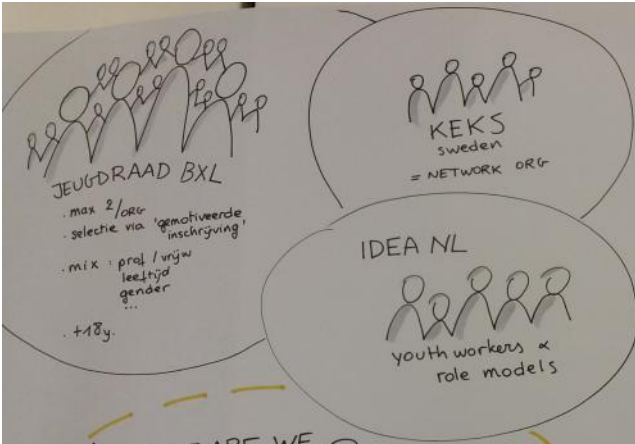 JEUGDRAAD BXL
. max 2/ORG
. selectie via 'gemotiveerde
inschrijving'
. mix : prof / vrijw
leeftijd
gender
...
. +18y.
KEKS
sweden
= NETWORK ORG
IDEA NL
youth workers &
role models
WE